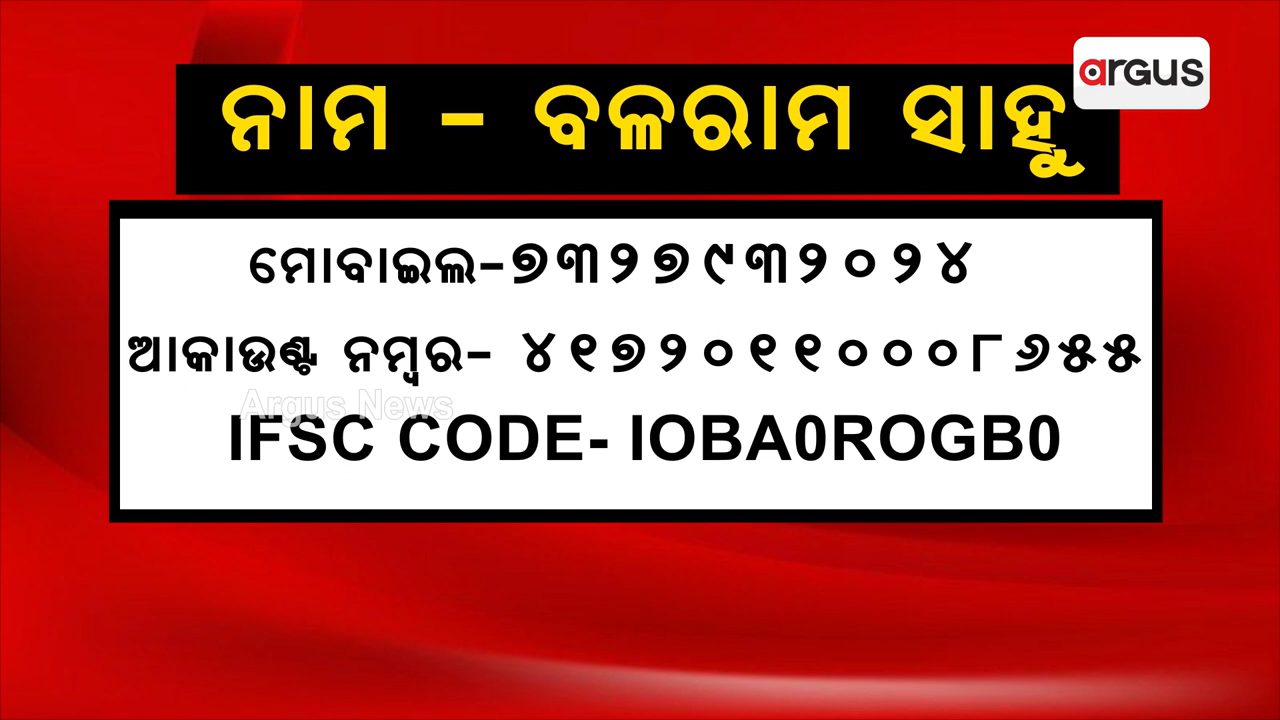 argus
ନାମ - ବଳରାମ ସାହୁ
ମୋବାଇଲ-୭୩୨୭୯୩୨୦୨୪
ଆକାଉଣ୍ଟ ନମ୍ବର- ୪୧୭୨୦୧୧୦୦୦୮୬୫୫
Argus News
IFSC CODE- IOBA0ROGB0